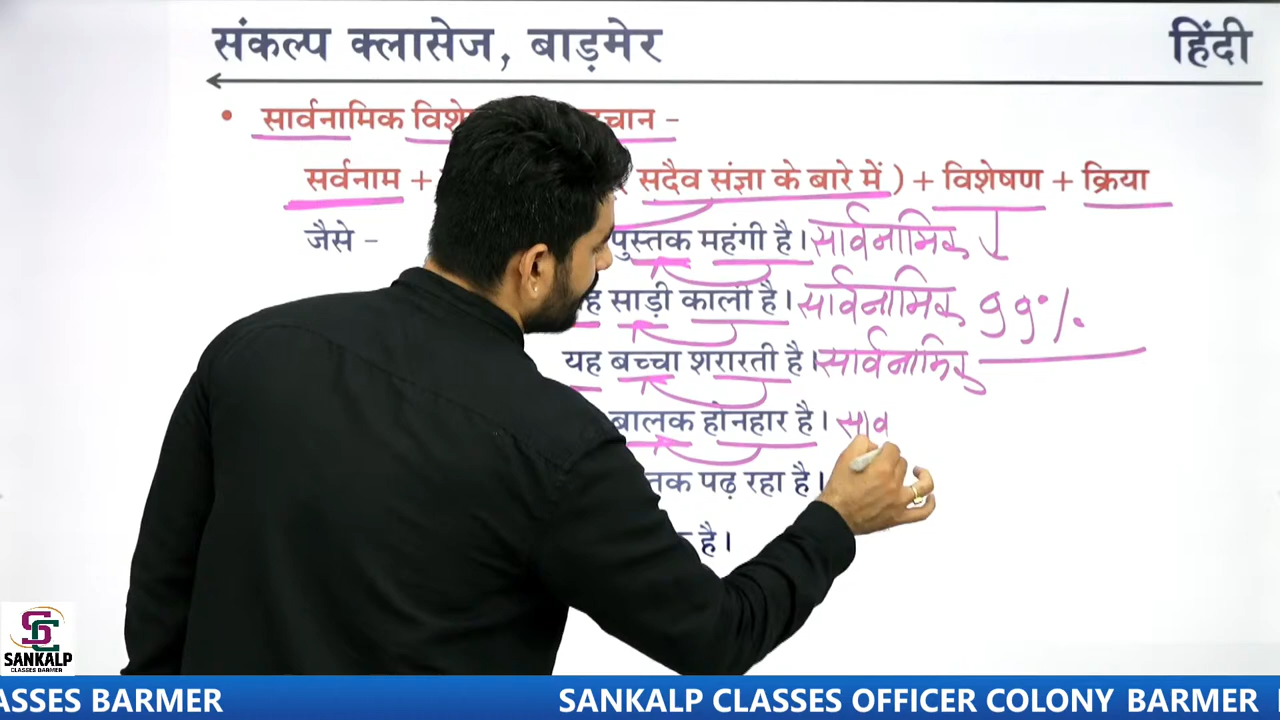 संकल्प क्लासेज, बाड़मेर हिंदी
• सार्वनामिक -
सर्वनाम + सदैव संज्ञा के बारे में ) + विशेषण + क्रिया
जैसे - पुस्तक महंगी है। सार्वनामिक
साड़ी काली है। सार्वनामिक 99%
यह बच्चा शरारती है। सार्वनामिक
बालक होनहार है। साव
पढ़ रहा है।
है।
SC
SANKALP
CLASSES BARMER
ASSES BARMER SANKALP CLASSES OFFICER COLONY BARMER